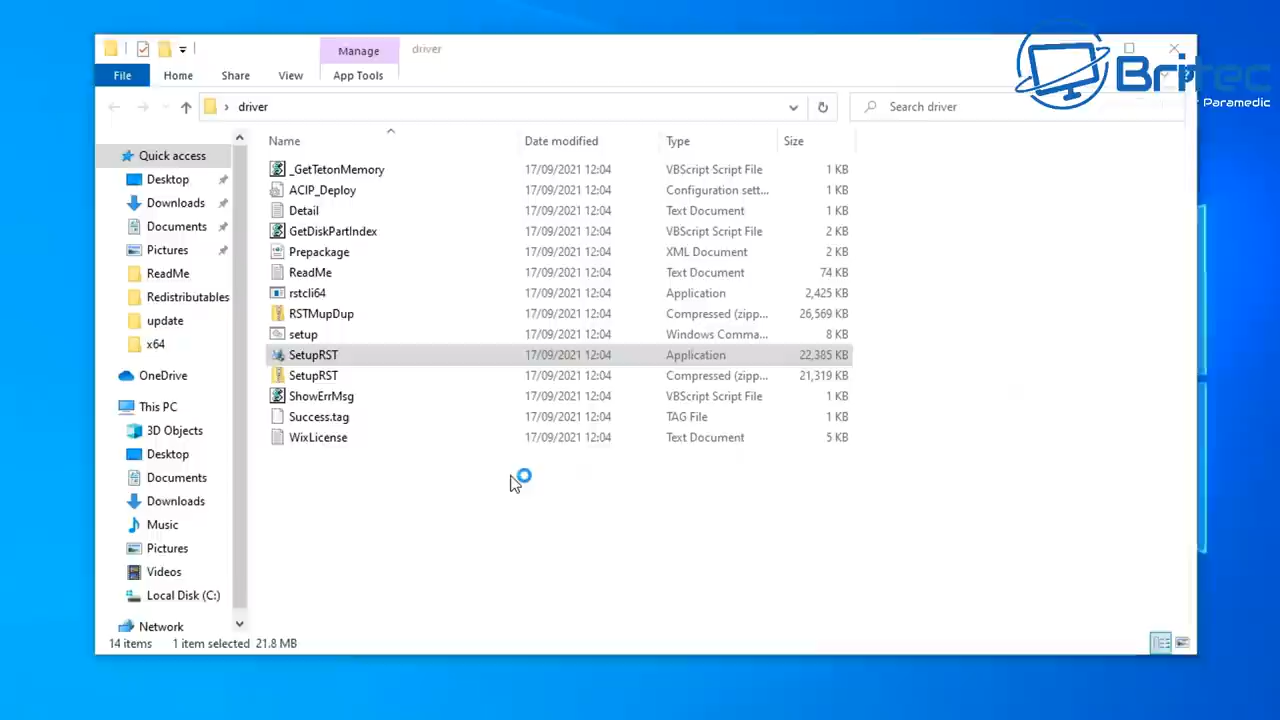 Manage driver
File Home Share View App Tools
driver Search driver
Name Date modified Type Size
_GetTetonMemory 17/09/2021 12:04 VBScript Script File 1 KB
ACIP_Deploy 17/09/2021 12:04 Configuration sett... 1 KB
Detail 17/09/2021 12:04 Text Document 1 KB
GetDiskPartIndex 17/09/2021 12:04 VBScript Script File 2 KB
Prepackage 17/09/2021 12:04 XML Document 2 KB
ReadMe 17/09/2021 12:04 Text Document 74 KB
rstcli64 17/09/2021 12:04 Application 2,425 KB
RSTMupDup 17/09/2021 12:04 Compressed (zipp... 26,569 KB
setup 17/09/2021 12:04 Windows Comma... 8 KB
SetupRST 17/09/2021 12:04 Application 22,385 KB
SetupRST 17/09/2021 12:04 Compressed (zipp... 21,319 KB
ShowErrMsg 17/09/2021 12:04 VBScript Script File 1 KB
Success.tag 17/09/2021 12:04 TAG File 1 KB
WixLicense 17/09/2021 12:04 Text Document 5 KB
Quick access
Desktop
Downloads
Documents
Pictures
ReadMe
Redistributables
update
x64
OneDrive
This PC
3D Objects
Desktop
Documents
Downloads
Music
Pictures
Videos
Local Disk (C:)
Network
14 items 1 item selected 21.8 MB
Britec
Paramedic